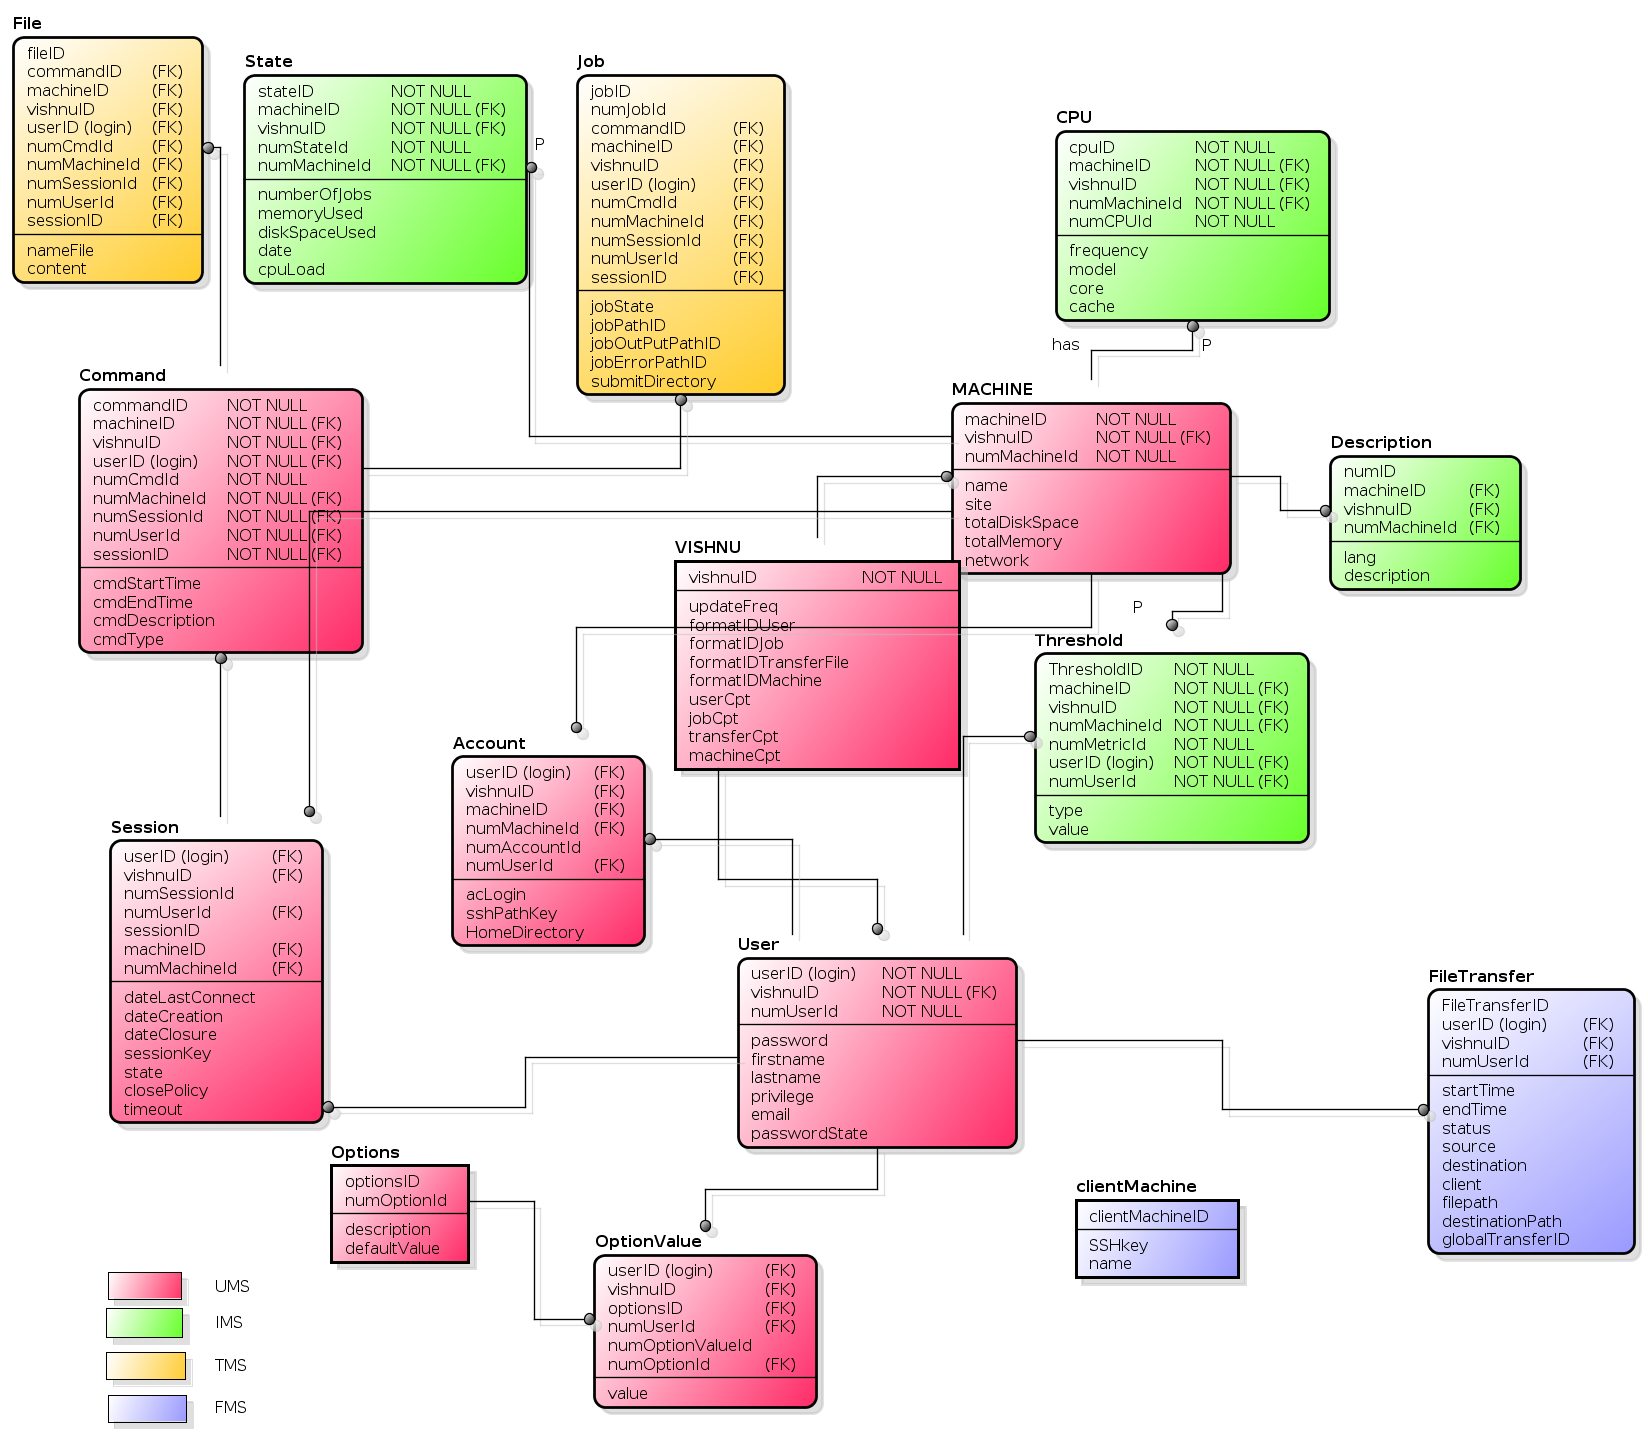 File
fileID
commandID (FK)
machineID (FK)
vishnuID (FK)
userID (login) (FK)
numCmdId (FK)
numMachineId (FK)
numSessionId (FK)
numUserId (FK)
sessionID (FK)
nameFile
content
State
stateID NOT NULL
machineID NOT NULL (FK)
vishnuID NOT NULL (FK)
numStateId NOT NULL
numMachineId NOT NULL (FK)
numberOfJobs
memoryUsed
diskSpaceUsed
date
cpuLoad
P
Job
jobID
numJobId
commandID (FK)
machineID (FK)
vishnuID (FK)
userID (login) (FK)
numCmdId (FK)
numMachineId (FK)
numSessionId (FK)
numUserId (FK)
sessionID (FK)
jobState
jobPathID
jobOutPutPathID
jobErrorPathID
submitDirectory
CPU
cpuID NOT NULL
machineID NOT NULL (FK)
vishnuID NOT NULL (FK)
numMachineId NOT NULL (FK)
numCPUId NOT NULL
frequency
model
core
cache
has
P
Command
commandID NOT NULL
machineID NOT NULL (FK)
vishnuID NOT NULL (FK)
userID (login) NOT NULL (FK)
numCmdId NOT NULL
numMachineId NOT NULL (FK)
numSessionId NOT NULL (FK)
numUserId NOT NULL (FK)
sessionID NOT NULL (FK)
cmdStartTime
cmdEndTime
cmdDescription
cmdType
MACHINE
machineID NOT NULL
vishnuID NOT NULL (FK)
numMachineId NOT NULL
name
site
totalDiskSpace
totalMemory
network
Description
numID
machineID (FK)
vishnuID (FK)
numMachineId (FK)
lang
description
VISHNU
vishnuID NOT NULL
updateFreq
formatIDUser
formatIDJob
formatIDTransferFile
formatIDMachine
userCpt
jobCpt
transferCpt
machineCpt
P
Threshold
ThresholdID NOT NULL
machineID NOT NULL (FK)
vishnuID NOT NULL (FK)
numMachineId NOT NULL (FK)
numMetricId NOT NULL
userID (login) NOT NULL (FK)
numUserId NOT NULL (FK)
type
value
Account
userID (login) (FK)
vishnuID (FK)
machineID (FK)
numMachineId (FK)
numAccountId
numUserId (FK)
acLogin
sshPathKey
HomeDirectory
Session
userID (login) (FK)
vishnuID (FK)
numSessionId
numUserId (FK)
sessionID
machineID (FK)
numMachineId (FK)
dateLastConnect
dateCreation
dateClosure
sessionKey
state
closePolicy
timeout
User
userID (login) NOT NULL
vishnuID NOT NULL (FK)
numUserId NOT NULL
password
firstname
lastname
privilege
email
passwordState
FileTransfer
FileTransferID
userID (login) (FK)
vishnuID (FK)
numUserId (FK)
startTime
endTime
status
source
destination
client
filepath
destinationPath
globalTransferID
Options
optionsID
numOptionId
description
defaultValue
clientMachine
clientMachineID
SSHkey
name
OptionValue
userID (login) (FK)
vishnuID (FK)
optionsID (FK)
numUserId (FK)
numOptionValueId
numOptionId (FK)
value
UMS
IMS
TMS
FMS